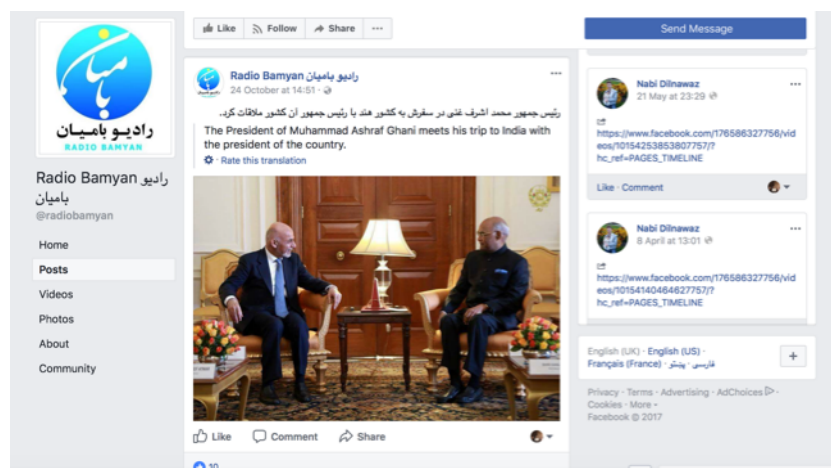 بامیان
رادیـو بامیـان
RADIO BAMYAN
Radio Bamyan رادیو
بامیان
@radiobamyan
Home
Posts
Videos
Photos
About
Community
Like Follow Share
Radio Bamyan رادیو بامیان
24 October at 14:51
رئیس جمهور محمد اشرف غنی در سفرش به کشور هند با رئیس جمهور آن کشور ملاقات کرد.
The President of Muhammad Ashraf Ghani meets his trip to India with
the president of the country.
Rate this translation
Like Comment Share
10
Send Message
Nabi Dilnawaz
21 May at 23:29
https://www.facebook.com/176586327756/vid
eos/10154253853807757/?
hc_ref=PAGES_TIMELINE
Like · Comment
Nabi Dilnawaz
8 April at 13:01
https://www.facebook.com/176586327756/vid
eos/10154140464627757/?
hc_ref=PAGES_TIMELINE
English (UK) · English (US) ·
Français (France) · پښتو · فارسی
Privacy · Terms · Advertising · AdChoices ·
Cookies · More
Facebook © 2017